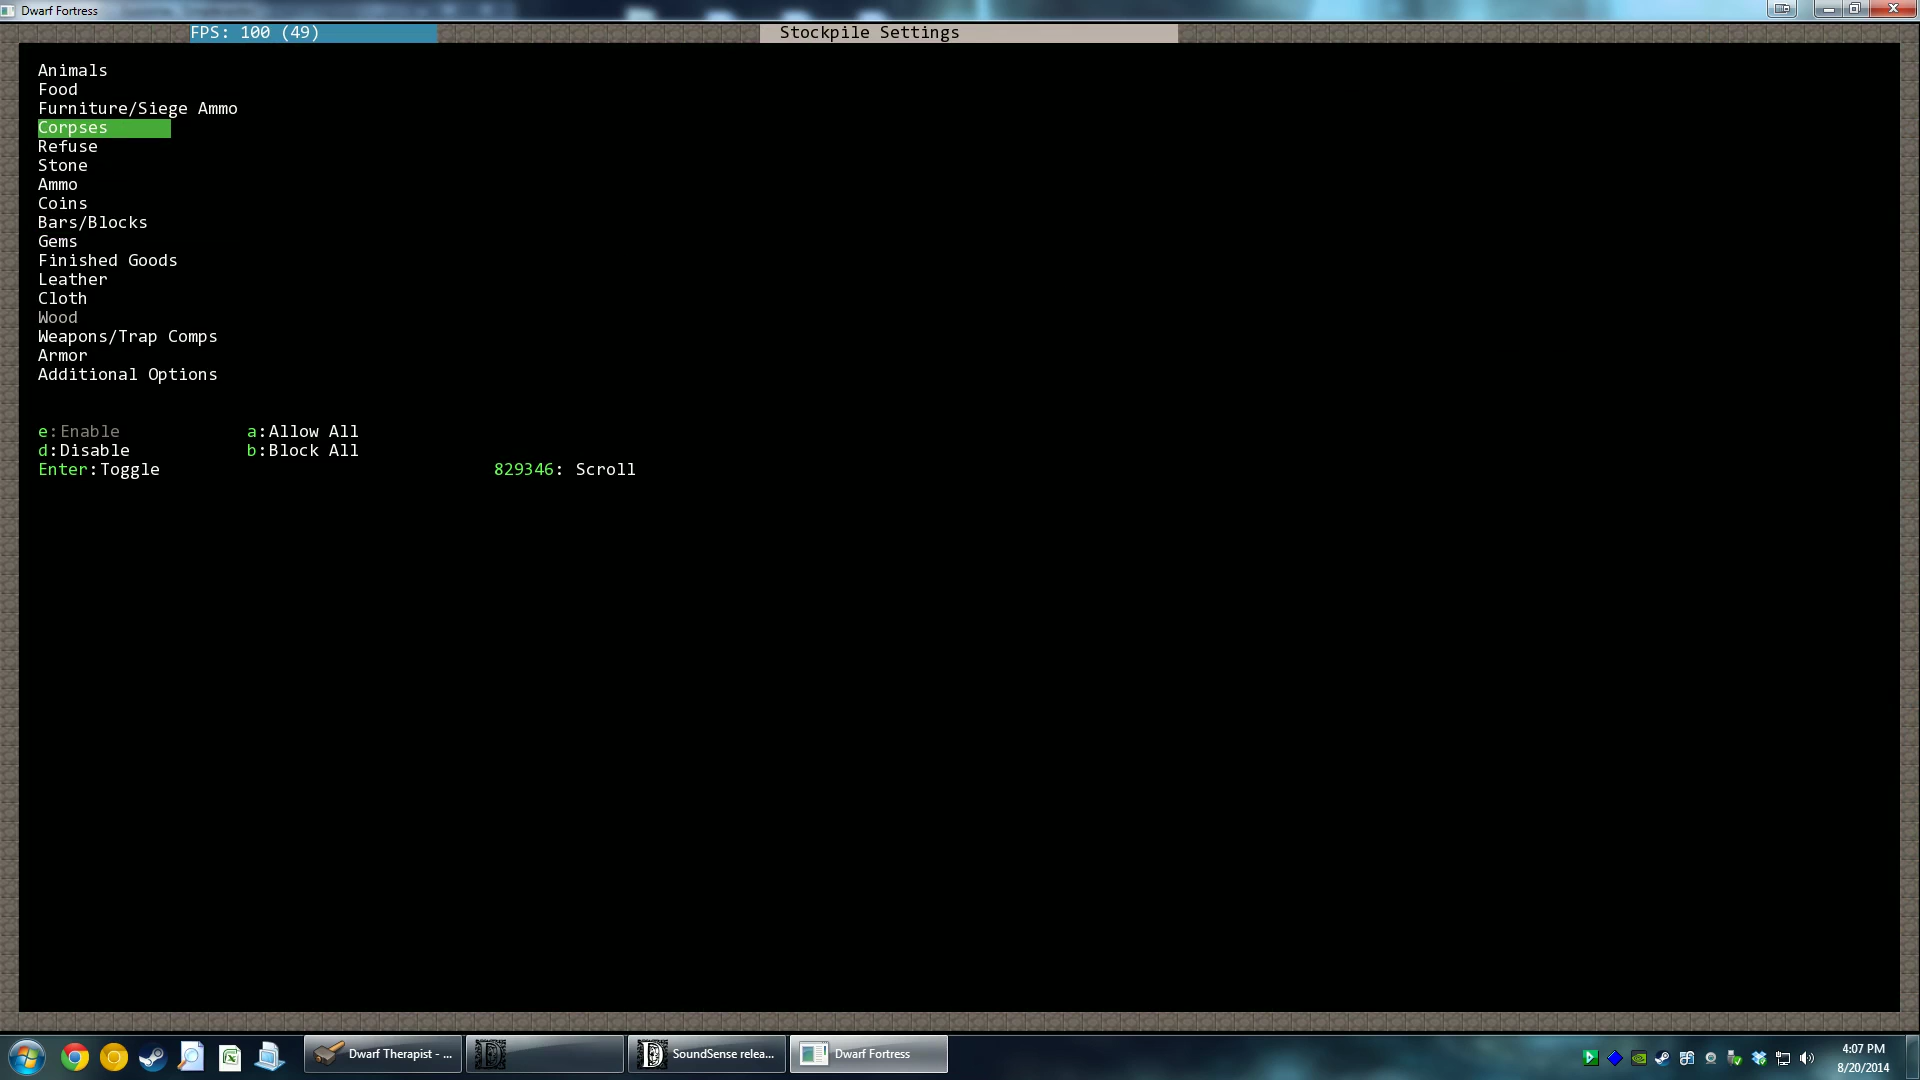 Dwarf Fortress
FPS: 100 (49)
Stockpile Settings
Animals
Food
Furniture/Siege Ammo
Corpses
Refuse
Stone
Ammo
Coins
Bars/Blocks
Gems
Finished Goods
Leather
Cloth
Wood
Weapons/Trap Comps
Armor
Additional Options
e:Enable a:Allow All
d:Disable b:Block All
Enter:Toggle 829346: Scroll
Dwarf Therapist - ...
SoundSense relea...
Dwarf Fortress
4:07 PM
8/20/2014